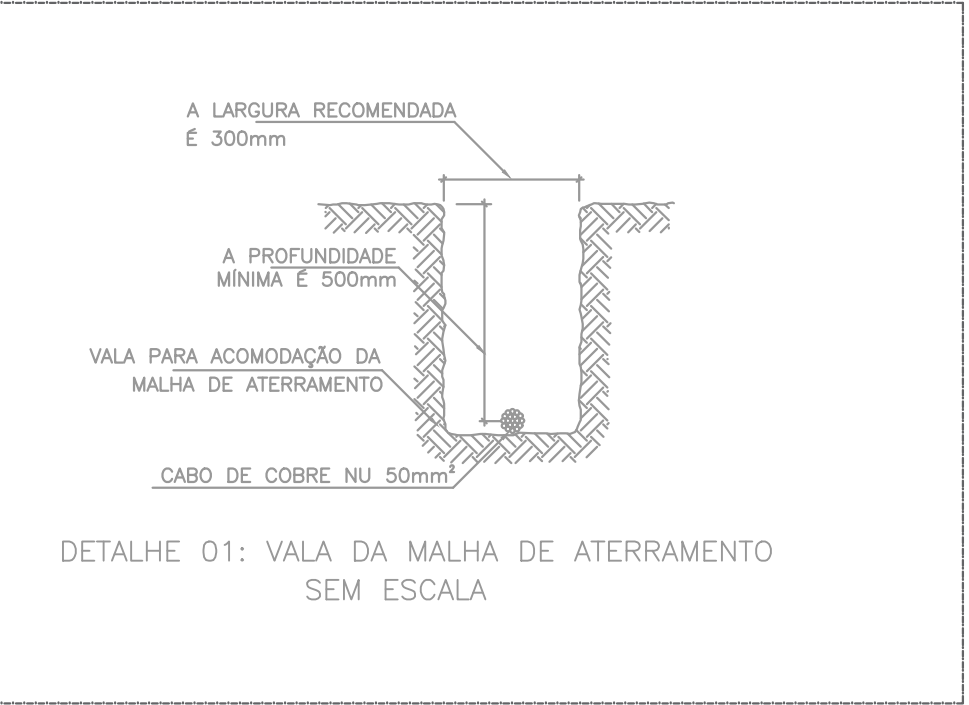 A LARGURA RECOMENDADA
É 300mm
A PROFUNDIDADE
MÍNIMA É 500mm
VALA PARA ACOMODAÇÃO DA
MALHA DE ATERRAMENTO
CABO DE COBRE NU 50mm²
DETALHE 01: VALA DA MALHA DE ATERRAMENTO
SEM ESCALA